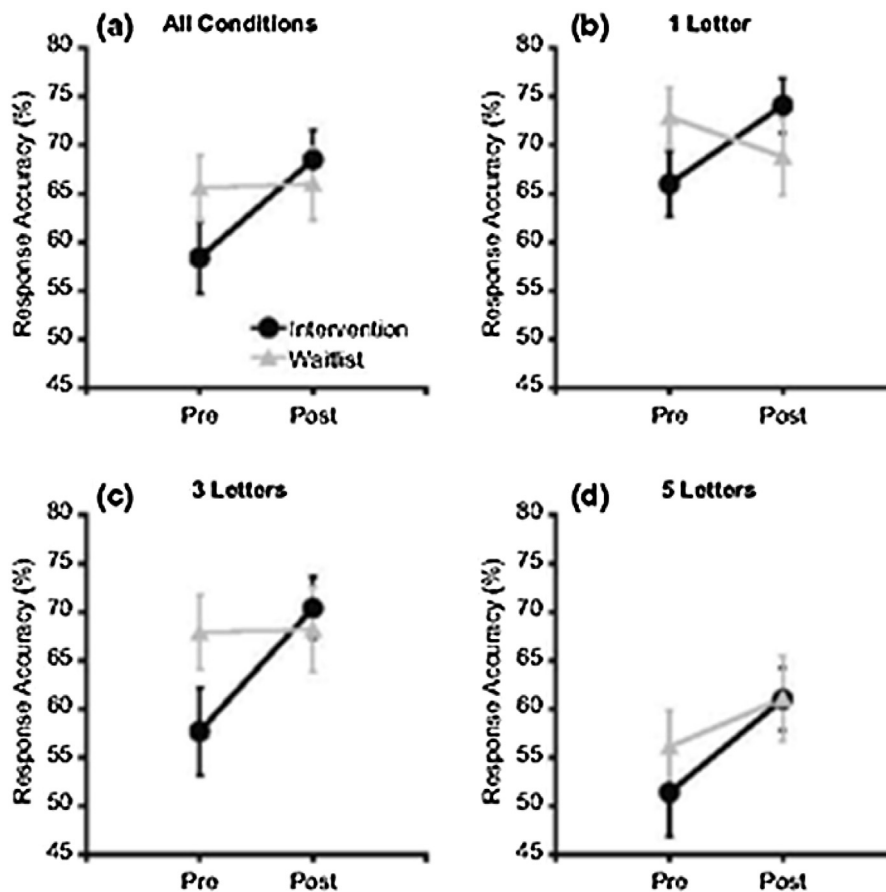 (a) All Conditions
Response Accuracy (%)
80
75
70
65
60
55
50
45
Intervention
Waitlist
Pre Post
(b) 1 Letter
Response Accuracy (%)
80
75
70
65
60
55
50
45
Pre Post
(c) 3 Letters
Response Accuracy (%)
80
75
70
65
60
55
50
45
Pre Post
(d) 5 Letters
Response Accuracy (%)
80
75
70
65
60
55
50
45
Pre Post